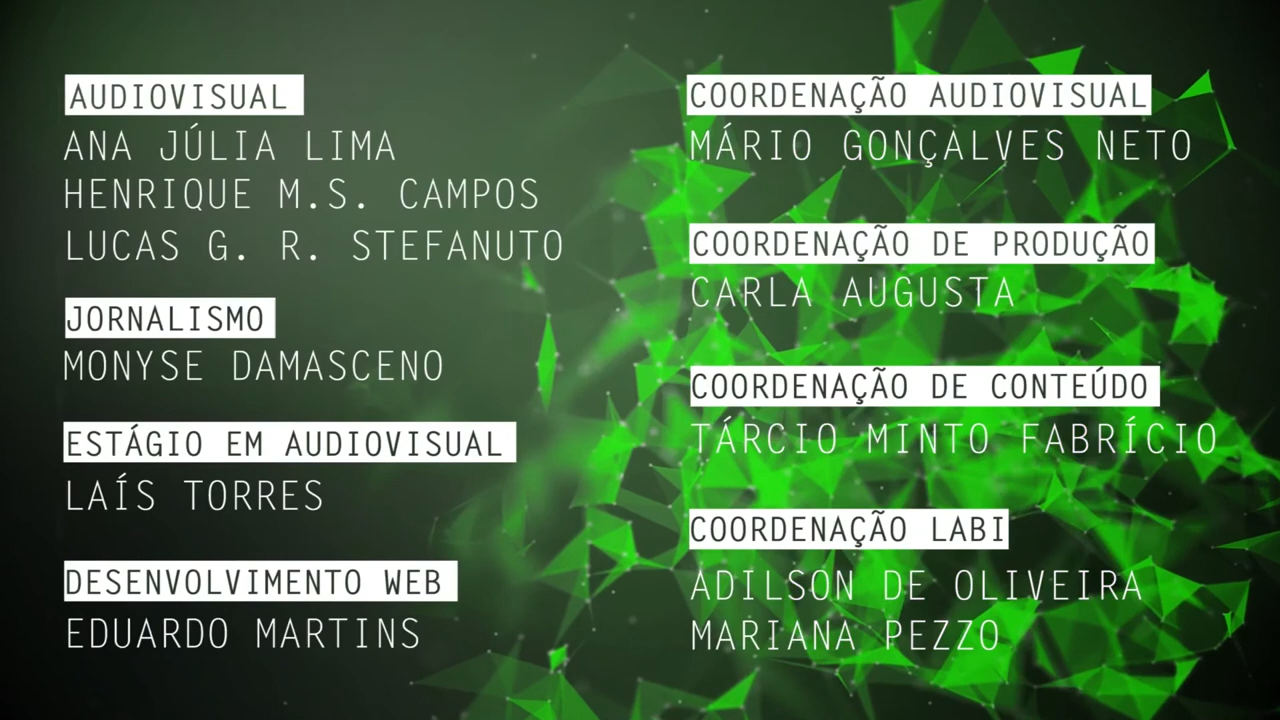 AUDIOVISUAL
ANA JÚLIA LIMA
HENRIQUE M.S. CAMPOS
LUCAS G. R. STEFANUTO
JORNALISMO
MONYSE DAMASCENO
ESTÁGIO EM AUDIOVISUAL
LAÍS TORRES
DESENVOLVIMENTO WEB
EDUARDO MARTINS
COORDENAÇÃO AUDIOVISUAL
MÁRIO GONÇALVES NETO
COORDENAÇÃO DE PRODUÇÃO
CARLA AUGUSTA
COORDENAÇÃO DE CONTEÚDO
TÁRCIO MINTO FABRÍCIO
COORDENAÇÃO LABI
ADILSON DE OLIVEIRA
MARIANA PEZZO